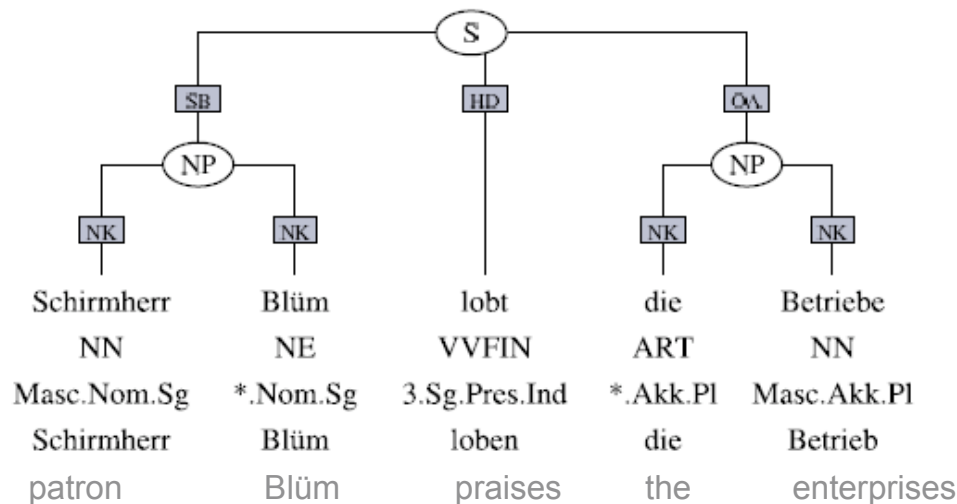 S
SB HD OA
NP NP
NK NK NK NK
Schirmherr Blüm lobt die Betriebe
NN NE VVFIN ART NN
Masc.Nom.Sg *.Nom.Sg 3.Sg.Pres.Ind *.Akk.Pl Masc.Akk.Pl
Schirmherr Blüm loben die Betrieb
patron Blüm praises the enterprises